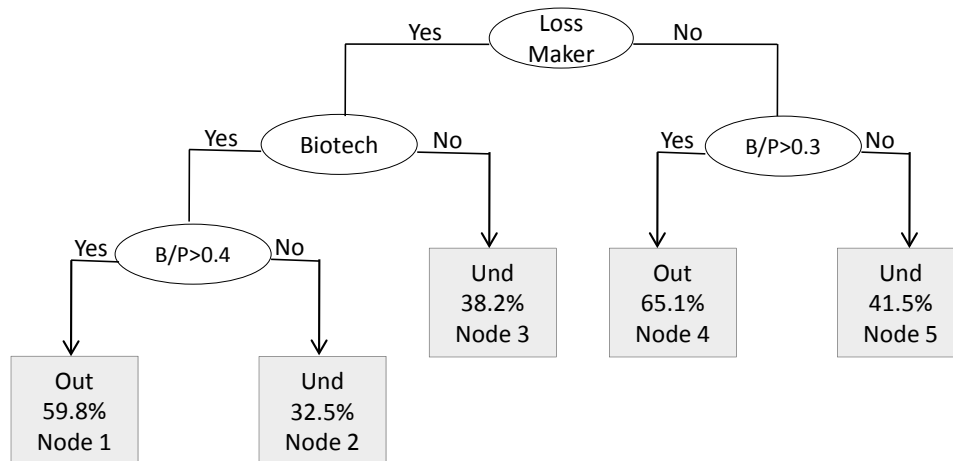 Loss
Maker
Yes
No
Biotech
Yes
No
B/P>0.3
Yes
No
B/P>0.4
Yes
No
Und
38.2%
Node 3
Out
65.1%
Node 4
Und
41.5%
Node 5
Out
59.8%
Node 1
Und
32.5%
Node 2